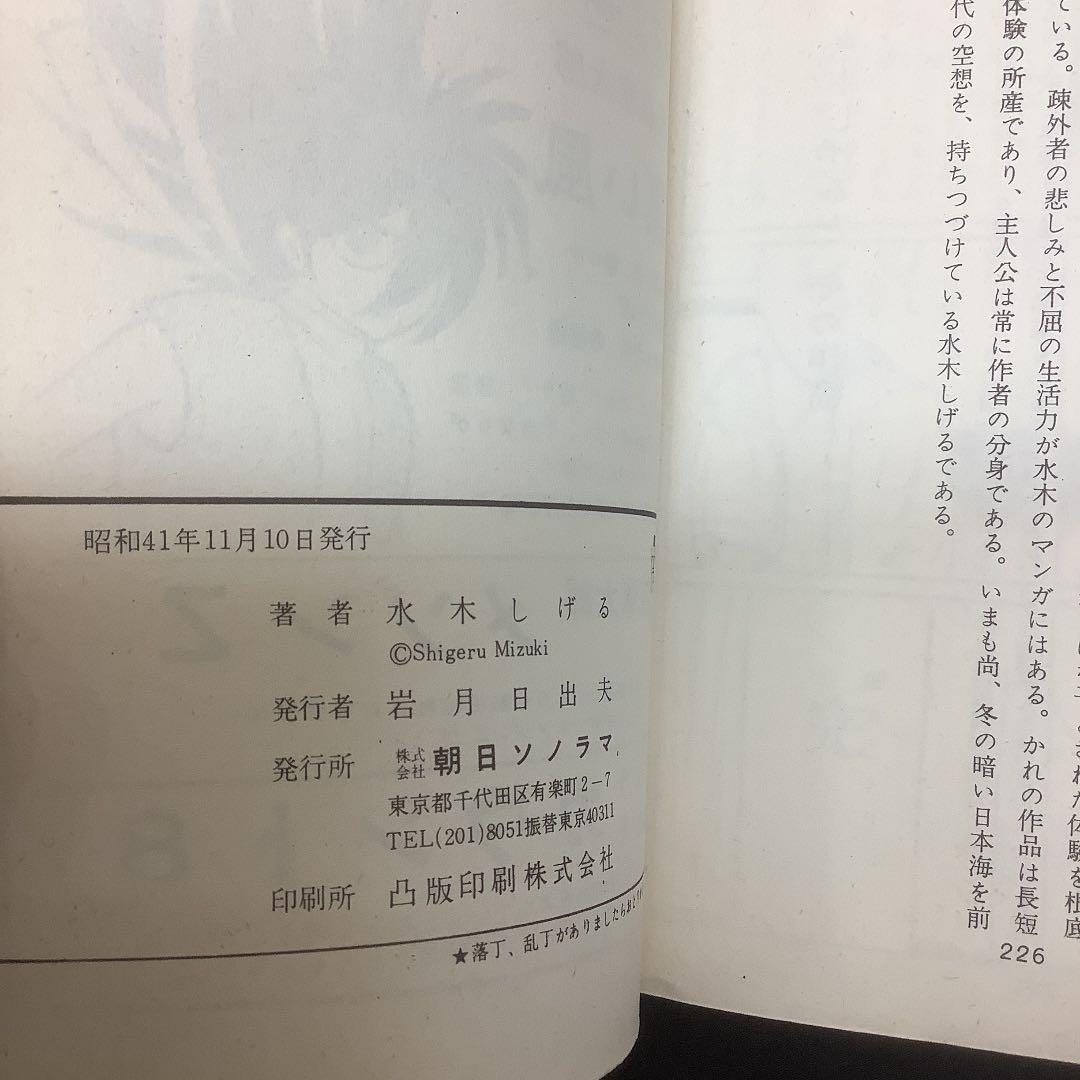 ている。疎外者の悲しみと不屈の生活力が水木のマンガにはある。かれの作品は長短
体験の所産であり、主人公は常に作者の分身である。いまも尚、冬の暗い日本海を前
代の空想を、持ちつづけている水木しげるである。
226
昭和41年11月10日発行
著者 水木しげる
©Shigeru Mizuki
発行者 岩月日出夫
発行所 株式会社 朝日ソノラマ
東京都千代田区有楽町2-7
TEL(201)8051振替東京40311
印刷所 凸版印刷株式会社
★落丁、乱丁がありましたらお